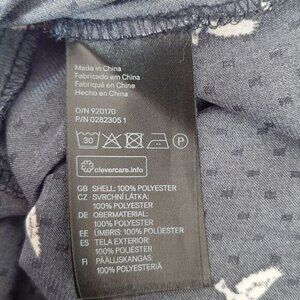 Made in China
Fabricado em China
Fabriqué en Chine
Hecho en China
O/N 920170
P/N 0282305 1
30
P
clevercare.info
GB SHELL: 100% POLYESTER
CZ SVRCHNÍ LÁTKA:
100% POLYESTER
DE OBERMATERIAL:
100% POLYESTER
EE ÜMBRIS: 100% POLÜESTER
ES TELA EXTERIOR:
100% POLIÉSTER
FI PÄÄLLISKANGAS:
100% POLYESTERIÄ